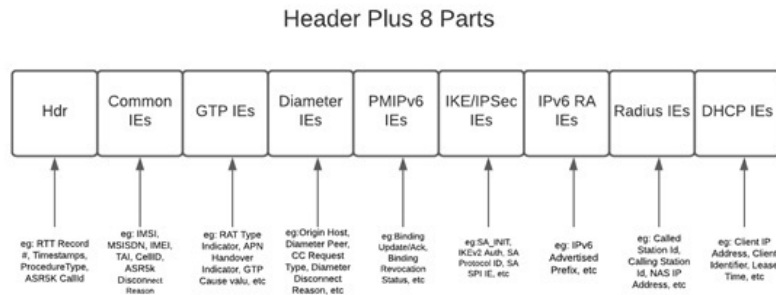 Header Plus 8 Parts
Hdr
Common
IEs
GTP IEs
Diameter
IEs
PMIPv6
IEs
IKE/IPSec
IEs
IPv6 RA
IEs
Radius IEs
DHCP IEs
eg: RTT Record
#, Timestamps,
ProcedureType,
ASR5K CallId
eg: IMSI,
MSISDN, IMEI,
TAI, CellID,
ASR5k
Disconnect
Reason
eg: RAT Type
Indicator, APN
Handover
Indicator, GTP
Cause valu, etc
eg:Origin Host,
Diameter Peer,
CC Request
Type, Diameter
Disconnect
Reason, etc
eg:Binding
Update/Ack,
Binding
Revocation
Status, etc
eg:SA_INIT,
IKEv2 Auth, SA
Protocol ID, SA
SPI IE, etc
eg: IPv6
Advertised
Prefix, etc
eg: Called
Station Id,
Calling Station
Id, NAS IP
Address, etc
eg: Client IP
Address, Client
Identifier, Lease
Time, etc